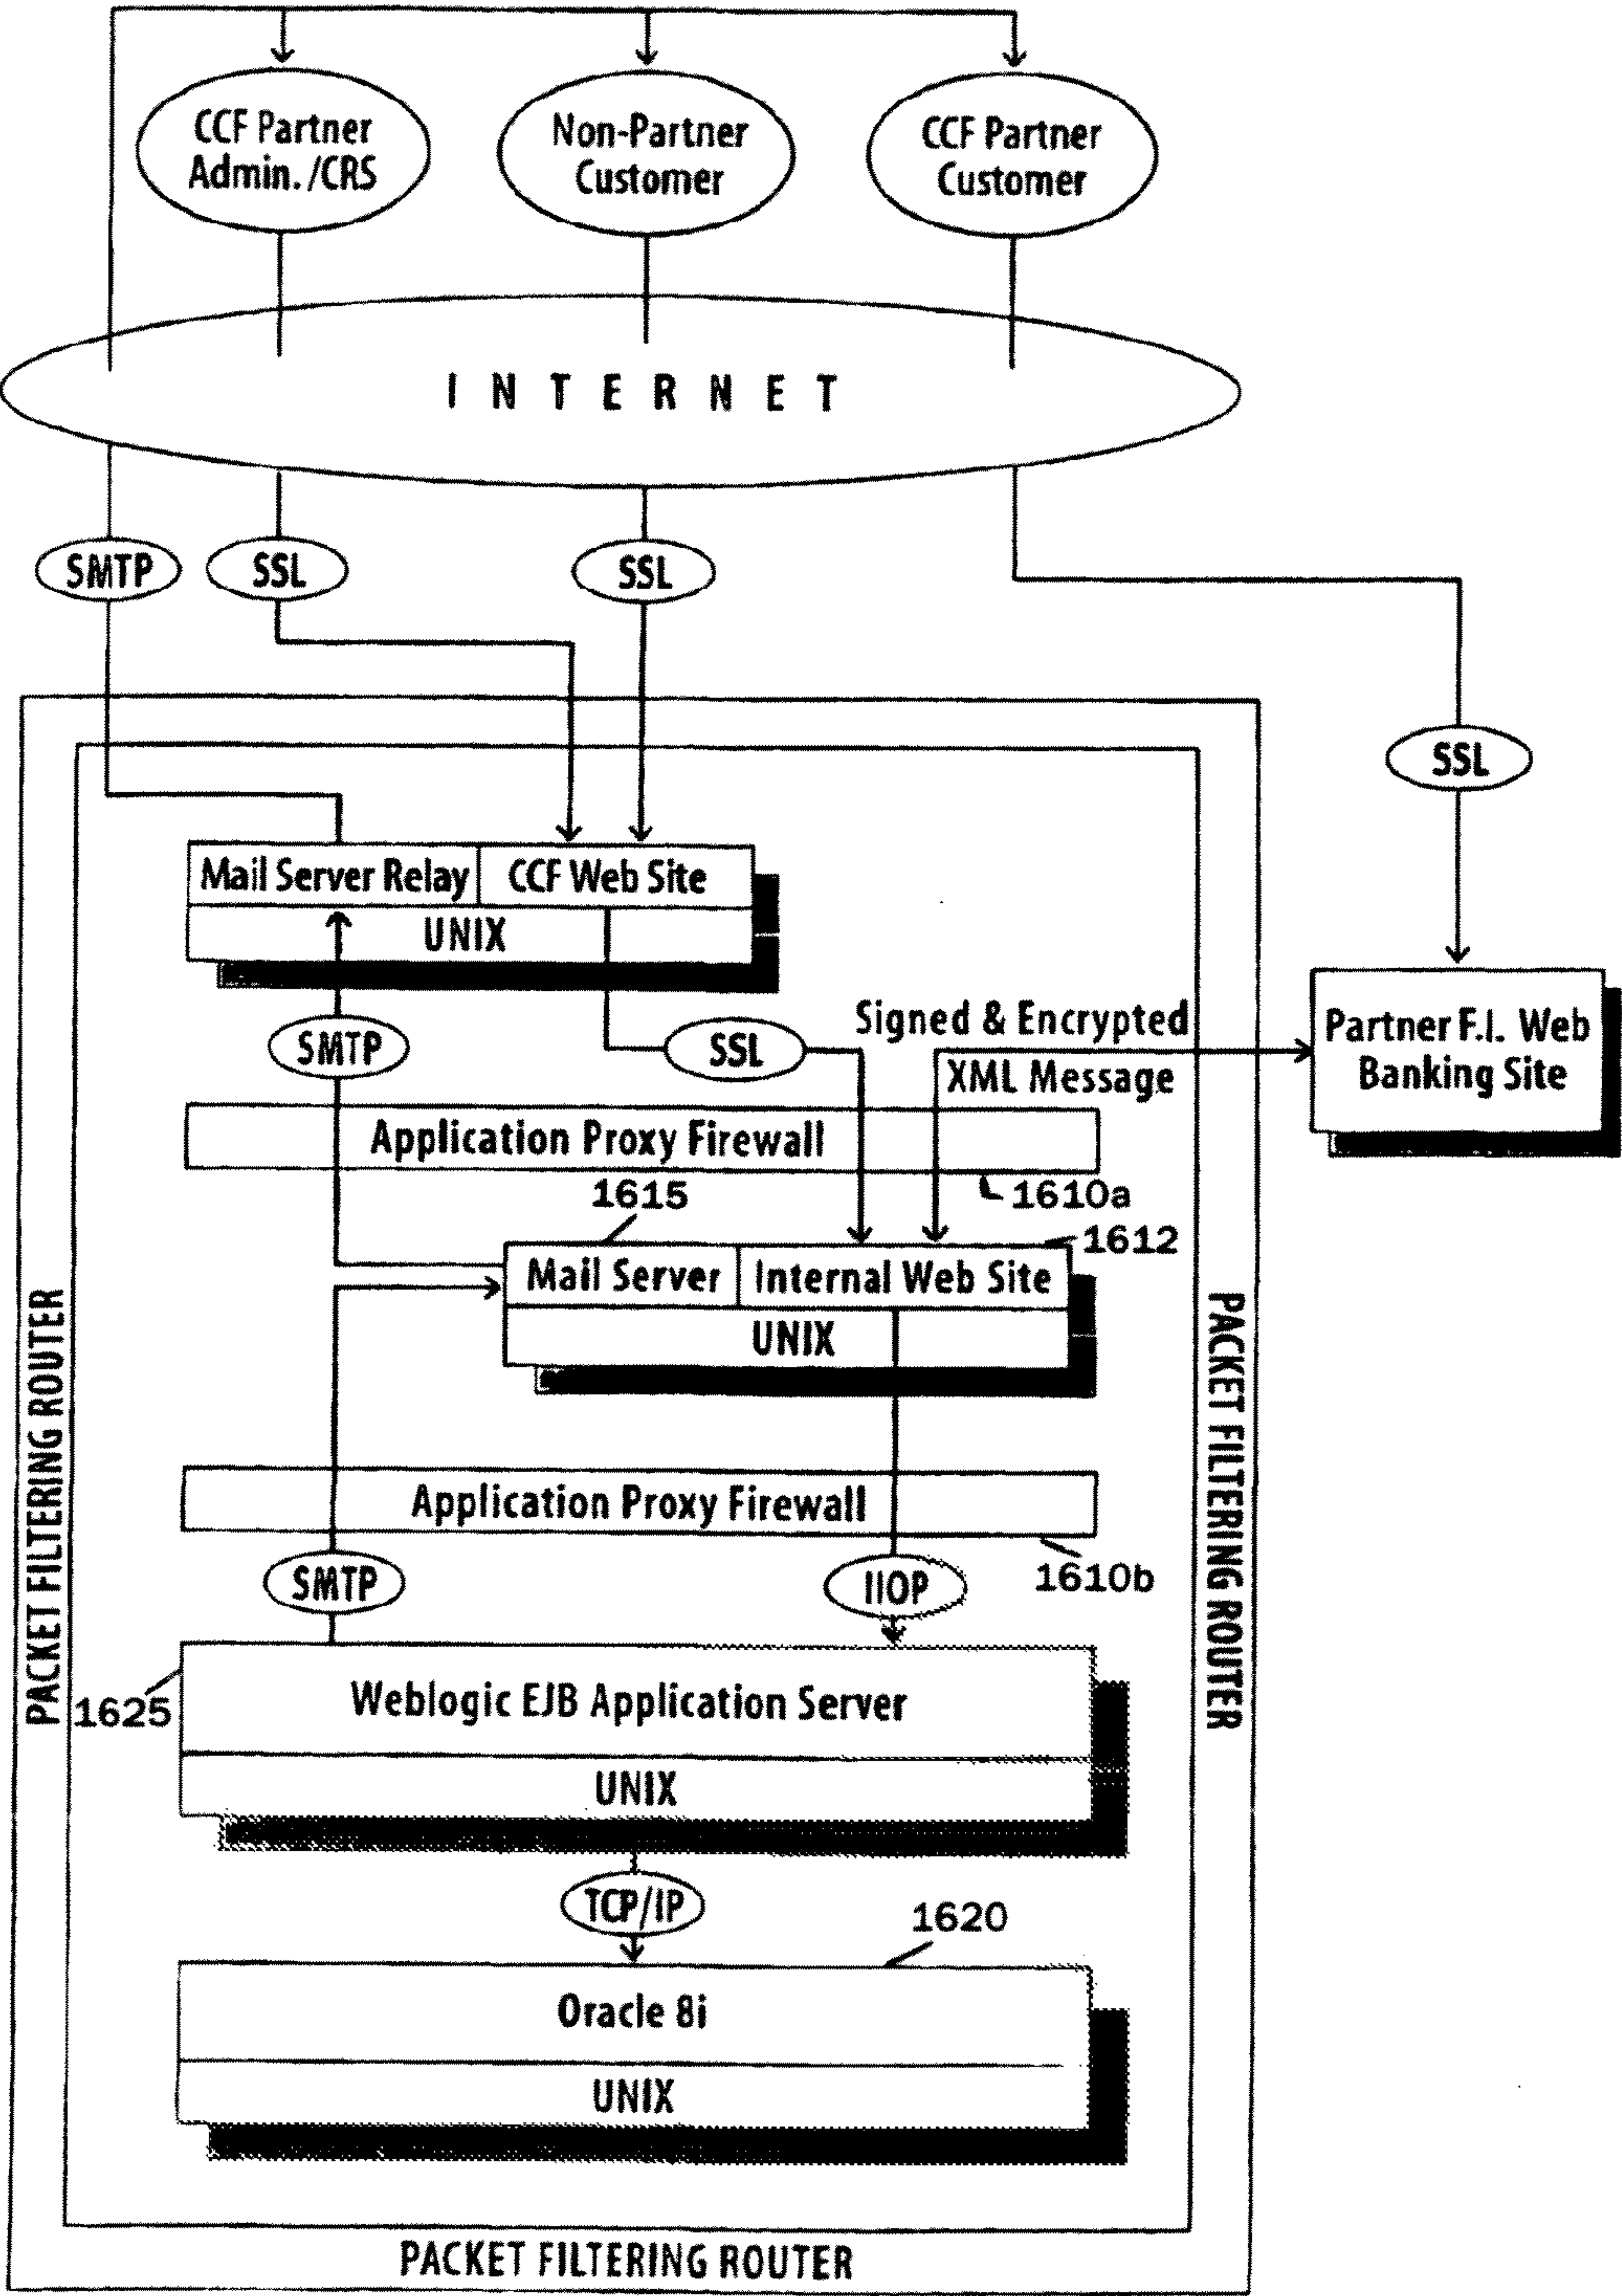 CCF Partner
Admin./CRS
Non-Partner
Customer
CCF Partner
Customer
INTERNET
SMTP
SSL
SSL
SSL
Mail Server Relay
CCF Web Site
UNIX
SMTP
SSL
Signed & Encrypted
XML Message
Partner F.I. Web
Banking Site
Application Proxy Firewall
1610a
1615
1612
Mail Server
Internal Web Site
UNIX
PACKET FILTERING ROUTER
PACKET FILTERING ROUTER
Application Proxy Firewall
1610b
SMTP
IIOP
1625
Weblogic EJB Application Server
UNIX
TCP/IP
1620
Oracle 8i
UNIX
PACKET FILTERING ROUTER